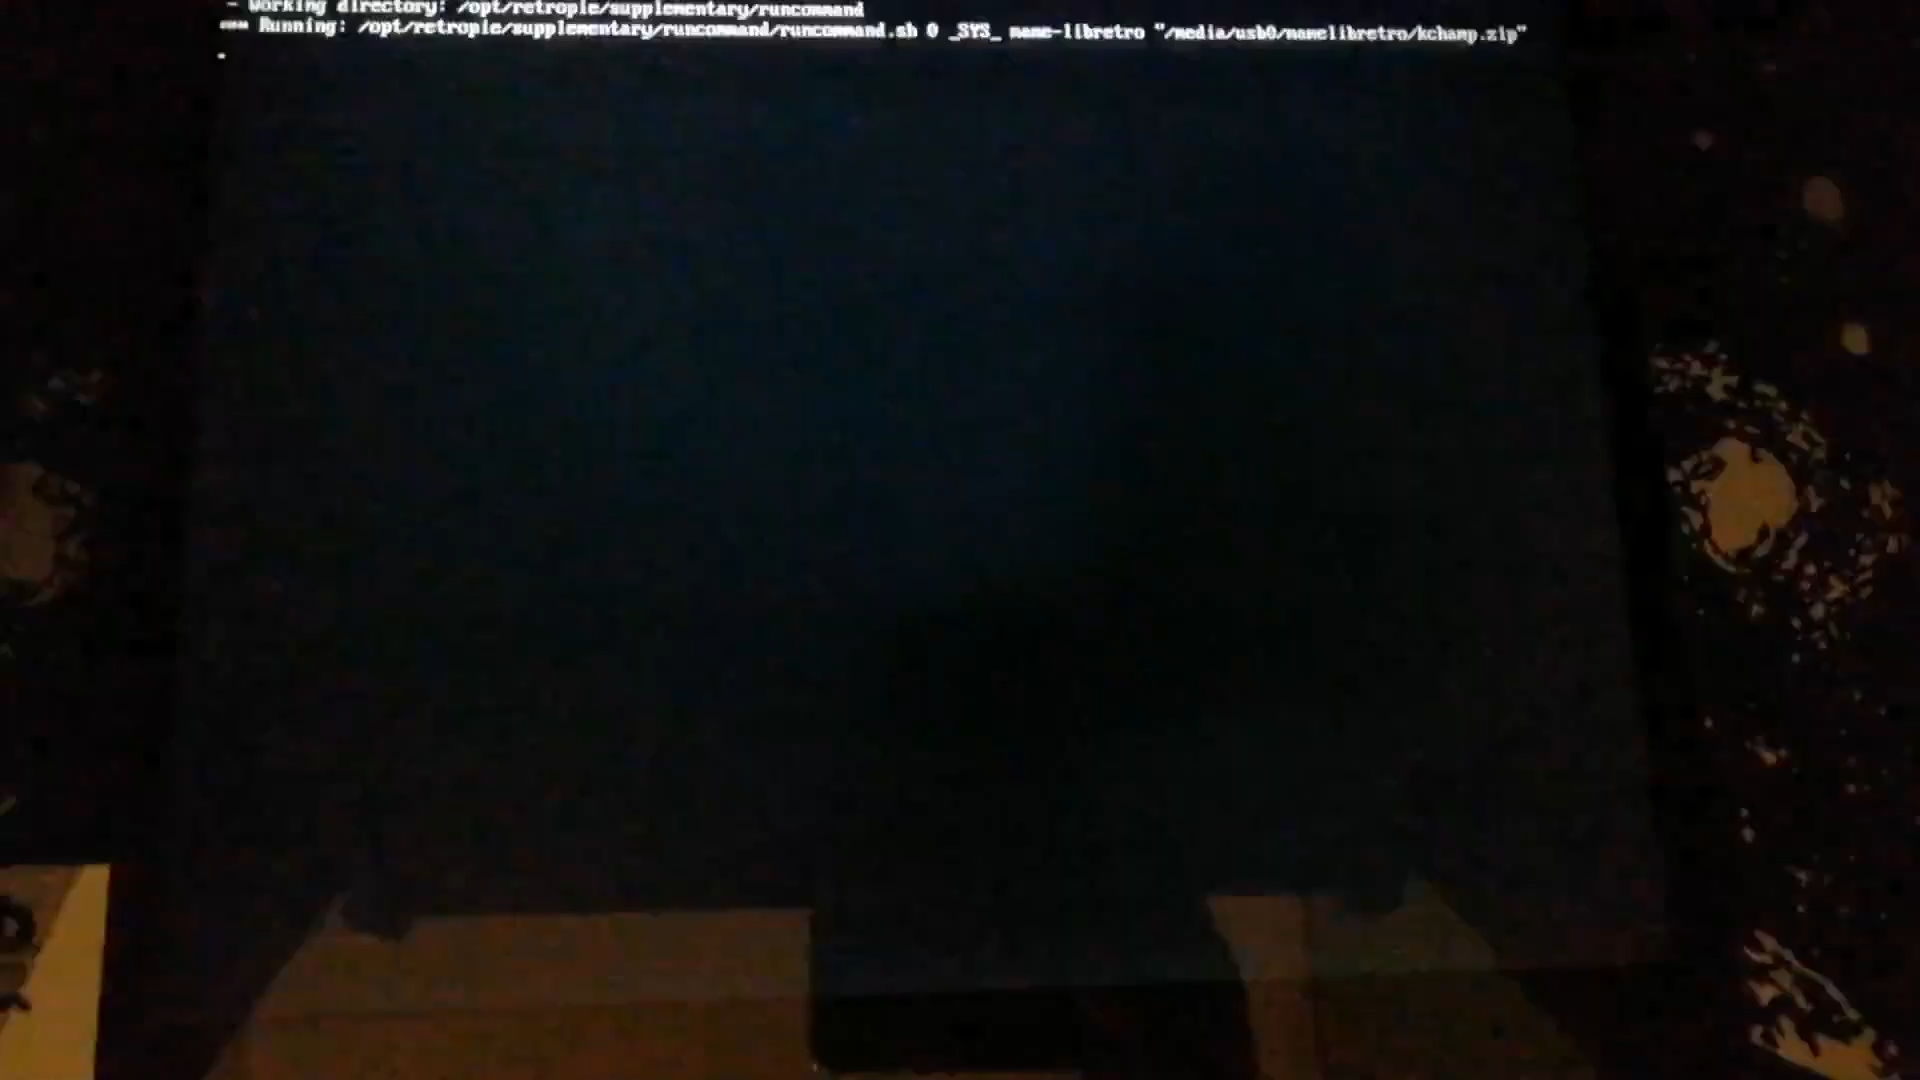 - Working directory: /opt/retropie/supplementary/runcommand
*** Running: /opt/retropie/supplementary/runcommand/runcommand.sh 0 _SYS_ mame-libretro "/media/usb0/mamelibretro/kchamp.zip"